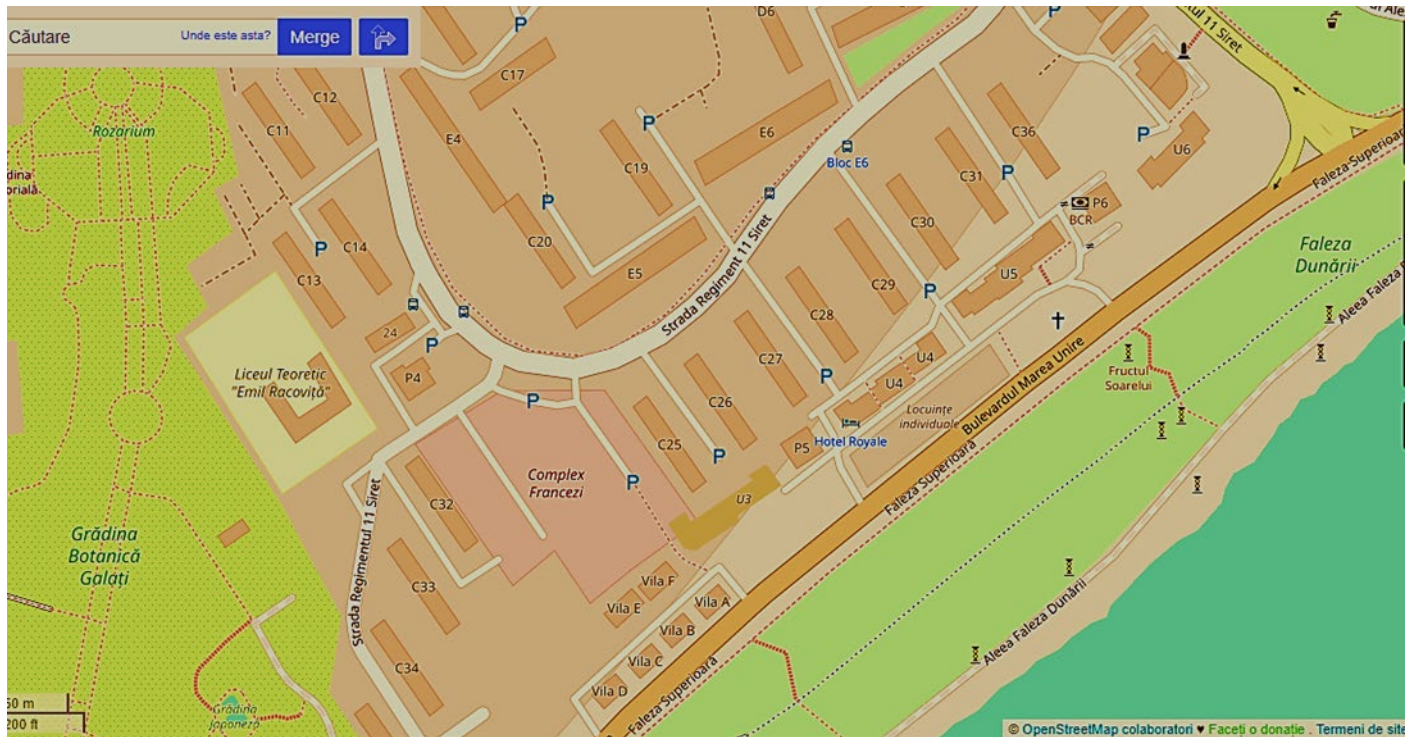 Căutare
Unde este asta?
Merge
P
D6
P
C17
C12
C11
Rozarium
E4
C19
P
E6
C36
P
U6
Bloc E6
C31
P
P6
BCR
Faleza Superioară
C14
P
C13
C20
P
E5
Strada Regiment 11 Siret
C30
C29
P
U5
Faleza
Dunării
24
P
P4
Liceul Teoretic
"Emil Racoviță"
C28
C27
P
U4
U4
Locuințe
individuale
Bulevardul Marea Unire
Fructul
Soarelui
P
C26
C25
P
P5
Hotel Royale
Complex
Francezi
P
U3
Faleza Superioară
C32
Strada Regimentul 11 Siret
Grădina
Botanică
Galați
C33
Vila F
Vila E
Vila A
Vila B
Vila C
Vila D
Aleea Faleza Dunării
C34
Faleza Superioară
Grădina
Japoneză
50 m
200 ft
© OpenStreetMap colaboratori ♥ Faceți o donație . Termeni de site